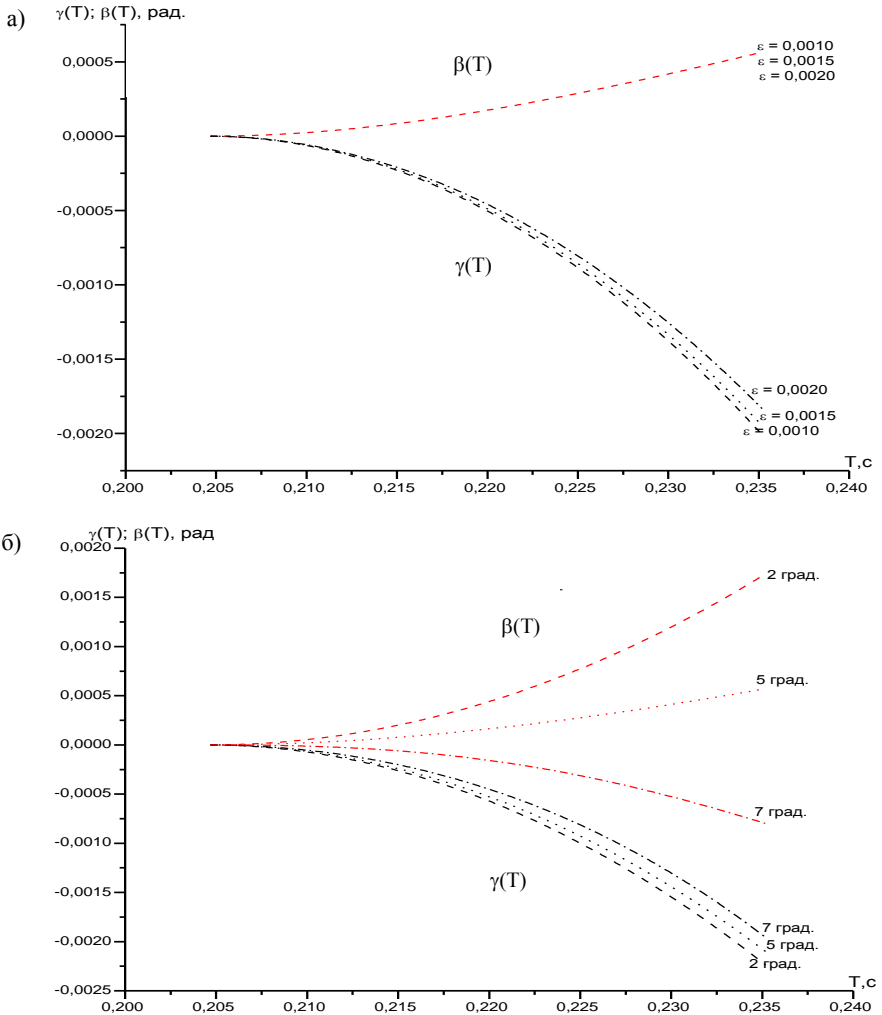 а)
γ(T); β(T), рад.
0,0005
0,0000
-0,0005
-0,0010
-0,0015
-0,0020
β(T)
ε = 0,0010
ε = 0,0015
ε = 0,0020
γ(T)
ε = 0,0020
ε = 0,0015
ε = 0,0010
T,c
0,200 0,205 0,210 0,215 0,220 0,225 0,230 0,235 0,240
б)
γ(T); β(T), рад
0,0020
0,0015
0,0010
0,0005
0,0000
-0,0005
-0,0010
-0,0015
-0,0020
-0,0025
2 град.
β(T)
5 град.
7 град.
γ(T)
7 град.
5 град.
2 град.
T,c
0,200 0,205 0,210 0,215 0,220 0,225 0,230 0,235 0,240